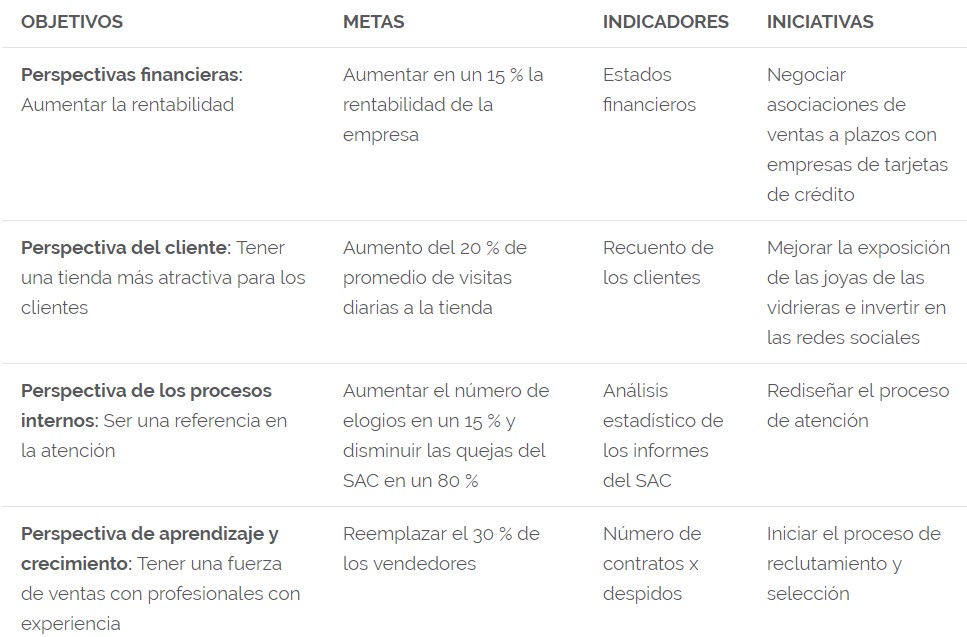 OBJETIVOS
METAS
INDICADORES
INICIATIVAS
Perspectivas financieras:
Aumentar la rentabilidad
Aumentar en un 15 % la
rentabilidad de la
empresa
Estados
financieros
Negociar
asociaciones de
ventas a plazos con
empresas de tarjetas
de crédito
Perspectiva del cliente: Tener
una tienda más atractiva para los
clientes
Aumento del 20 % de
promedio de visitas
diarias a la tienda
Recuento de
los clientes
Mejorar la exposición
de las joyas de las
vidrieras e invertir en
las redes sociales
Perspectiva de los procesos
internos: Ser una referencia en
la atención
Aumentar el número de
elogios en un 15 % y
disminuir las quejas del
SAC en un 80 %
Análisis
estadístico de
los informes
del SAC
Rediseñar el proceso
de atención
Perspectiva de aprendizaje y
crecimiento: Tener una fuerza
de ventas con profesionales con
experiencia
Reemplazar el 30 % de
los vendedores
Número de
contratos x
despidos
Iniciar el proceso de
reclutamiento y
selección